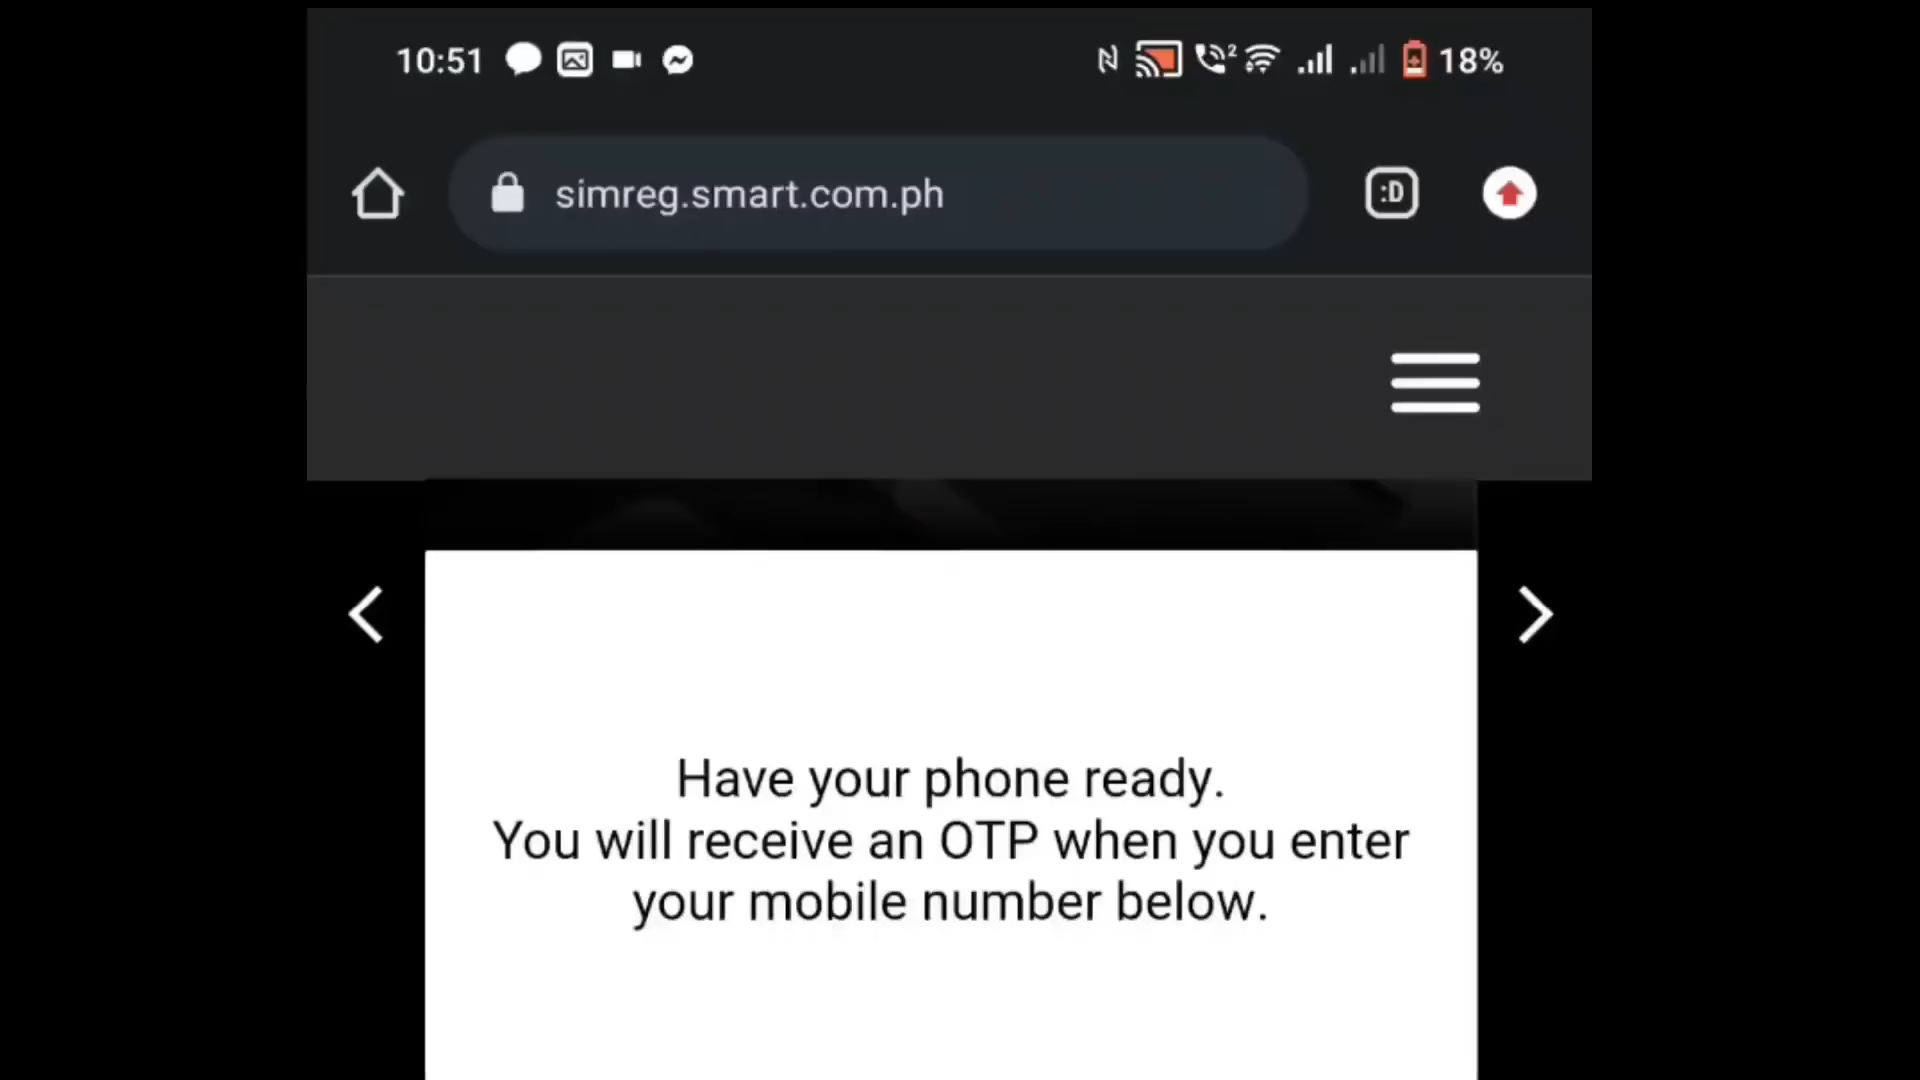 10:51
2
18%
simreg.smart.com.ph
:D
Have your phone ready.
You will receive an OTP when you enter
your mobile number below.